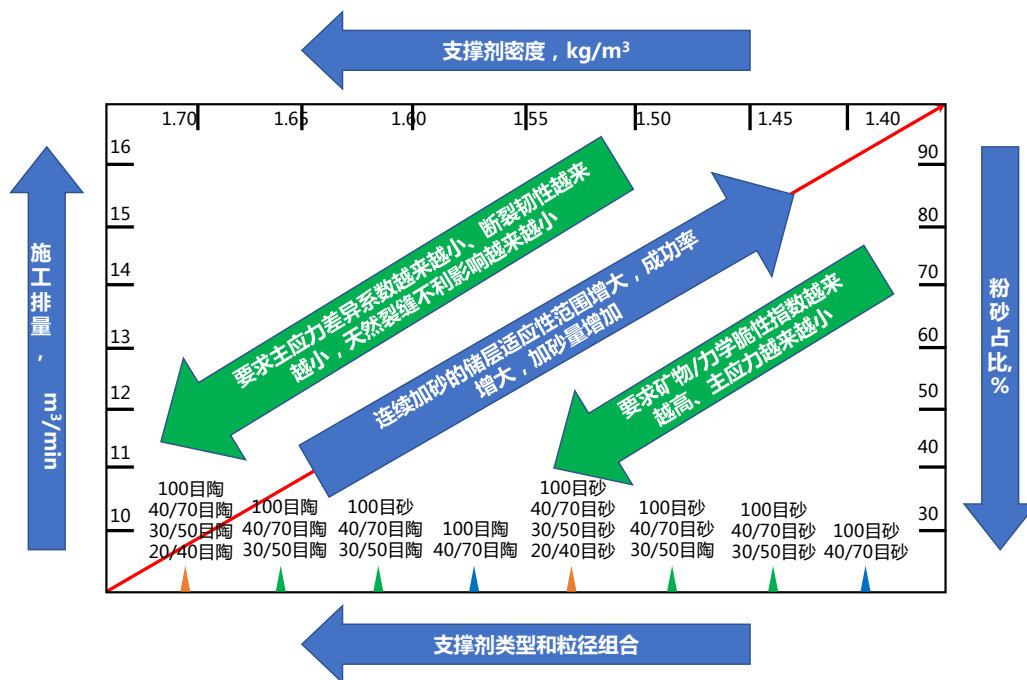 支撑剂密度，kg/m³
1.70 1.65 1.60 1.55 1.50 1.45 1.40
施工排量， m³/min
16
15
14
13
12
11
10
要求主应力差异系数越来越小、断裂韧性越来
越小，天然裂缝不利影响越来越小
连续加砂的储层适应性范围增大，成功率
增大，加砂量增加
要求矿物/力学脆性指数越来
越高、主应力越来越小
90
80
70
60
50
40
30
粉砂占比,%
100目陶
40/70目陶
30/50目陶
20/40目陶
100目陶
40/70目陶
30/50目陶
100目砂
40/70目陶
30/50目陶
100目陶
40/70目陶
100目砂
40/70目砂
30/50目砂
20/40目砂
100目砂
40/70目砂
30/50目陶
100目砂
40/70目砂
30/50目砂
100目砂
40/70目砂
支撑剂类型和粒径组合